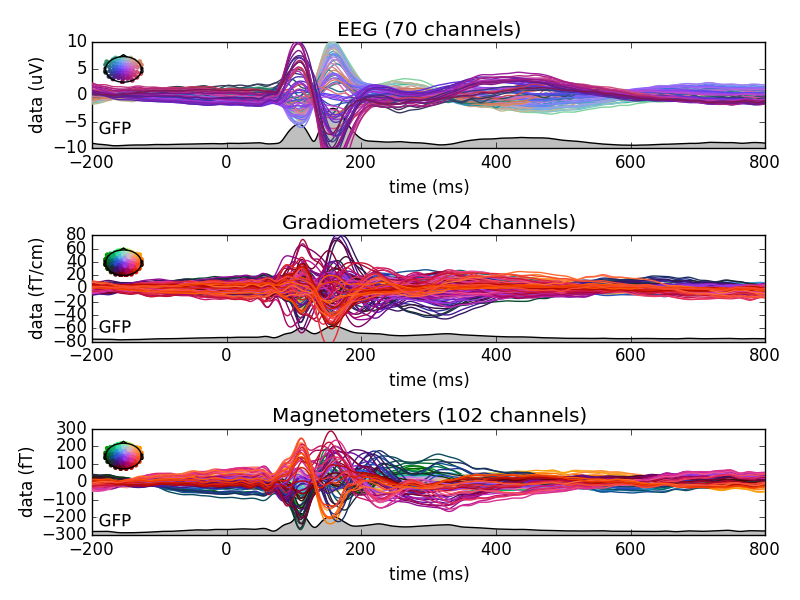 EEG (70 channels)
data (uV)
10
5
0
−5
−10
GFP
−200 0 200 400 600 800
time (ms)
Gradiometers (204 channels)
data (fT/cm)
80
60
40
20
0
−20
−40
−60
−80
GFP
−200 0 200 400 600 800
time (ms)
Magnetometers (102 channels)
data (fT)
300
200
100
0
−100
−200
−300
GFP
−200 0 200 400 600 800
time (ms)